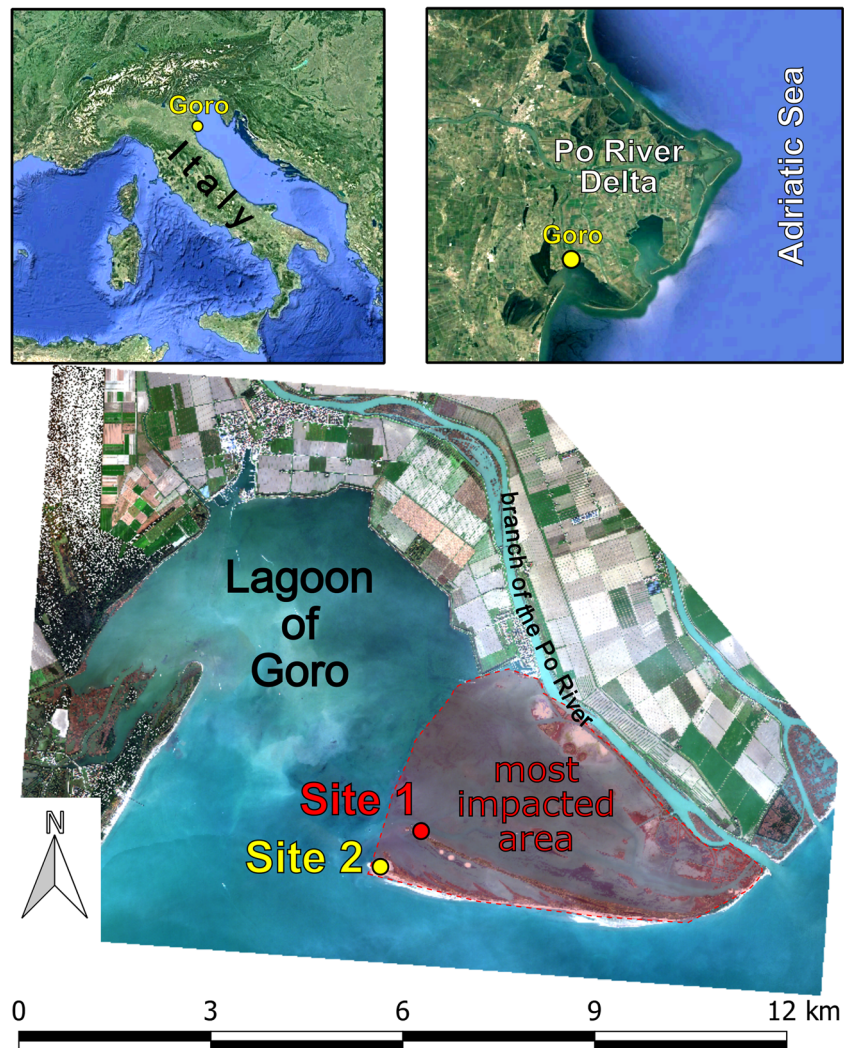 Goro
Italy
Po River
Delta
Goro
Adriatic Sea
branch of the Po River
Lagoon
of
Goro
most
impacted
area
Site 1
Site 2
N
0 3 6 9 12 km